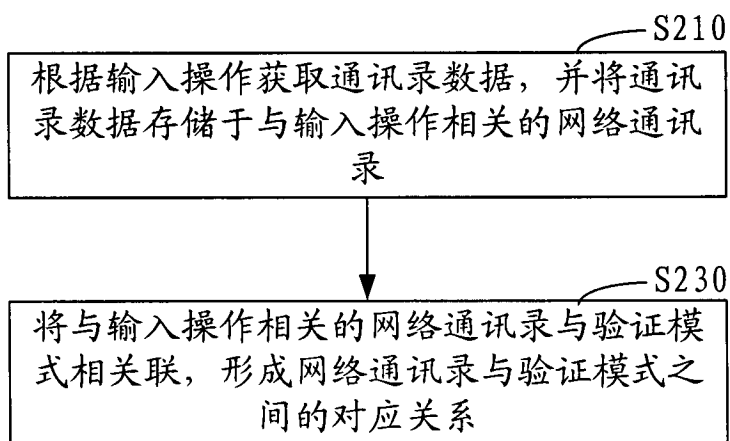 S210
根据输入操作获取通讯录数据，并将通讯
录数据存储于与输入操作相关的网络通讯
录
S230
将与输入操作相关的网络通讯录与验证模
式相关联，形成网络通讯录与验证模式之
间的对应关系